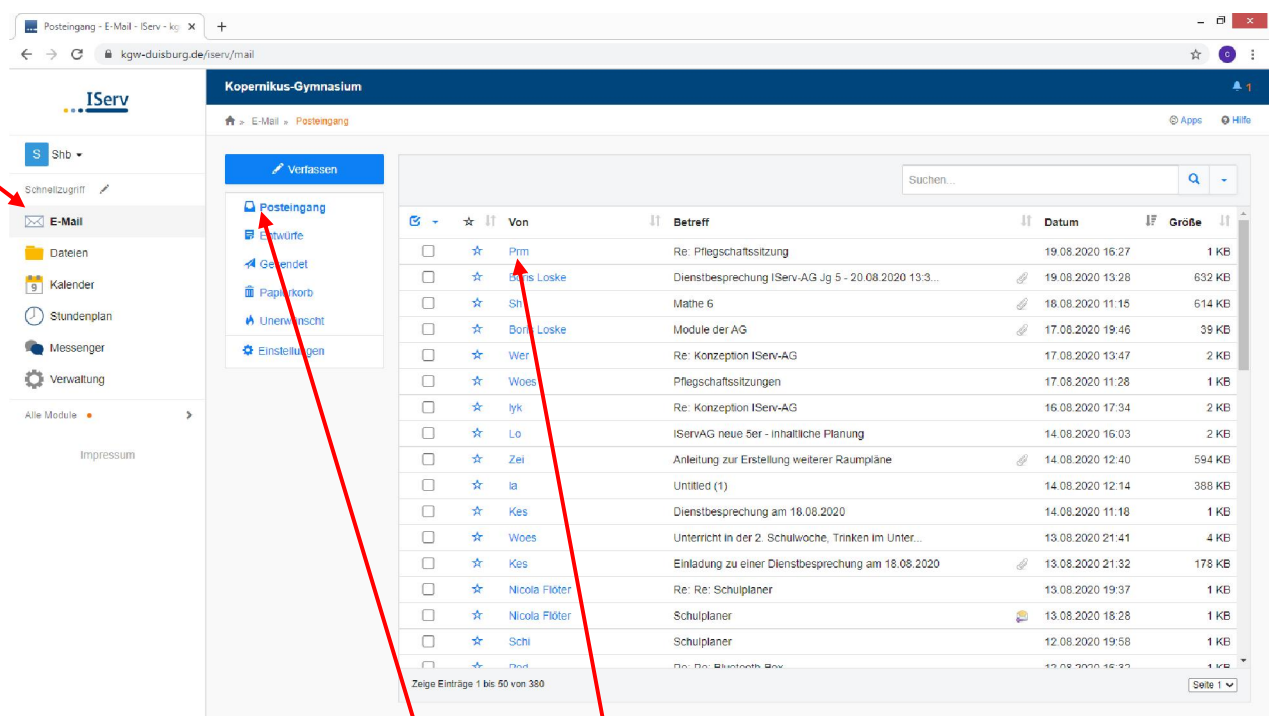 Posteingang - E-Mail - IServ - kg
kgw-duisburg.de/iserv/mail
c
IServ
Kopernikus-Gymnasium
1
» E-Mail » Posteingang
Apps Hilfe
S Shb
Schnellzugriff
E-Mail
Dateien
9 Kalender
Stundenplan
Messenger
Verwaltung
Alle Module
Impressum
Verfassen
Posteingang
Entwürfe
Gesendet
Papierkorb
Unerwünscht
Einstellungen
Suchen...
Von Betreff Datum Größe
Prm Re: Pflegschaftssitzung 19.08.2020 16:27 1 KB
Boris Loske Dienstbesprechung IServ-AG Jg 5 - 20.08.2020 13:3... 19.08.2020 13:28 632 KB
Sh Mathe 6 18.08.2020 11:15 614 KB
Boris Loske Module der AG 17.08.2020 19:46 39 KB
Wer Re: Konzeption IServ-AG 17.08.2020 13:47 2 KB
Woes Pflegschaftssitzungen 17.08.2020 11:28 1 KB
lyk Re: Konzeption IServ-AG 16.08.2020 17:34 2 KB
Lo IServAG neue 5er - inhaltliche Planung 14.08.2020 16:03 2 KB
Zei Anleitung zur Erstellung weiterer Raumpläne 14.08.2020 12:40 594 KB
la Untitled (1) 14.08.2020 12:14 388 KB
Kes Dienstbesprechung am 18.08.2020 14.08.2020 11:18 1 KB
Woes Unterricht in der 2. Schulwoche, Trinken im Unter... 13.08.2020 21:41 4 KB
Kes Einladung zu einer Dienstbesprechung am 18.08.2020 13.08.2020 21:32 178 KB
Nicola Flöter Re: Re: Schulplaner 13.08.2020 19:37 1 KB
Nicola Flöter Schulplaner 13.08.2020 18:28 1 KB
Schi Schulplaner 12.08.2020 19:58 1 KB
Zeige Einträge 1 bis 50 von 380
Seite 1